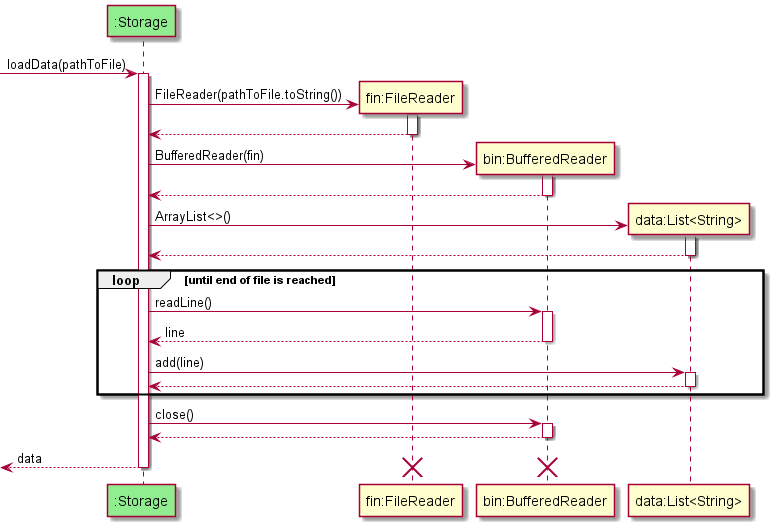 :Storage
loadData(pathToFile)
FileReader(pathToFile.toString())
fin:FileReader
BufferedReader(fin)
bin:BufferedReader
ArrayList<>()
data:List<String>
loop [until end of file is reached]
readLine()
line
add(line)
close()
data
:Storage fin:FileReader bin:BufferedReader data:List<String>